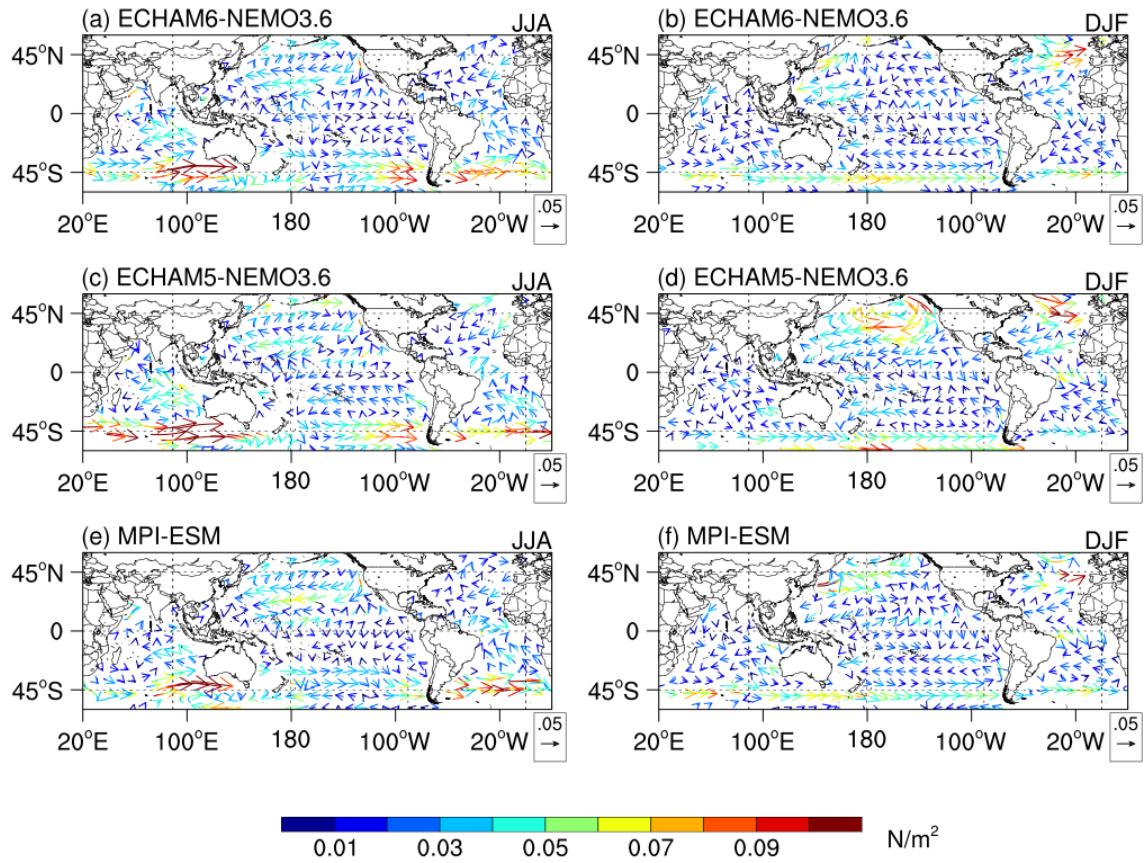 (a) ECHAM6-NEMO3.6 JJA
45°N
0
45°S
20°E 100°E 180 100°W 20°W
.05
(b) ECHAM6-NEMO3.6 DJF
45°N
0
45°S
20°E 100°E 180 100°W 20°W
.05
(c) ECHAM5-NEMO3.6 JJA
45°N
0
45°S
20°E 100°E 180 100°W 20°W
.05
(d) ECHAM5-NEMO3.6 DJF
45°N
0
45°S
20°E 100°E 180 100°W 20°W
.05
(e) MPI-ESM JJA
45°N
0
45°S
20°E 100°E 180 100°W 20°W
.05
(f) MPI-ESM DJF
45°N
0
45°S
20°E 100°E 180 100°W 20°W
.05
0.01 0.03 0.05 0.07 0.09 N/m²